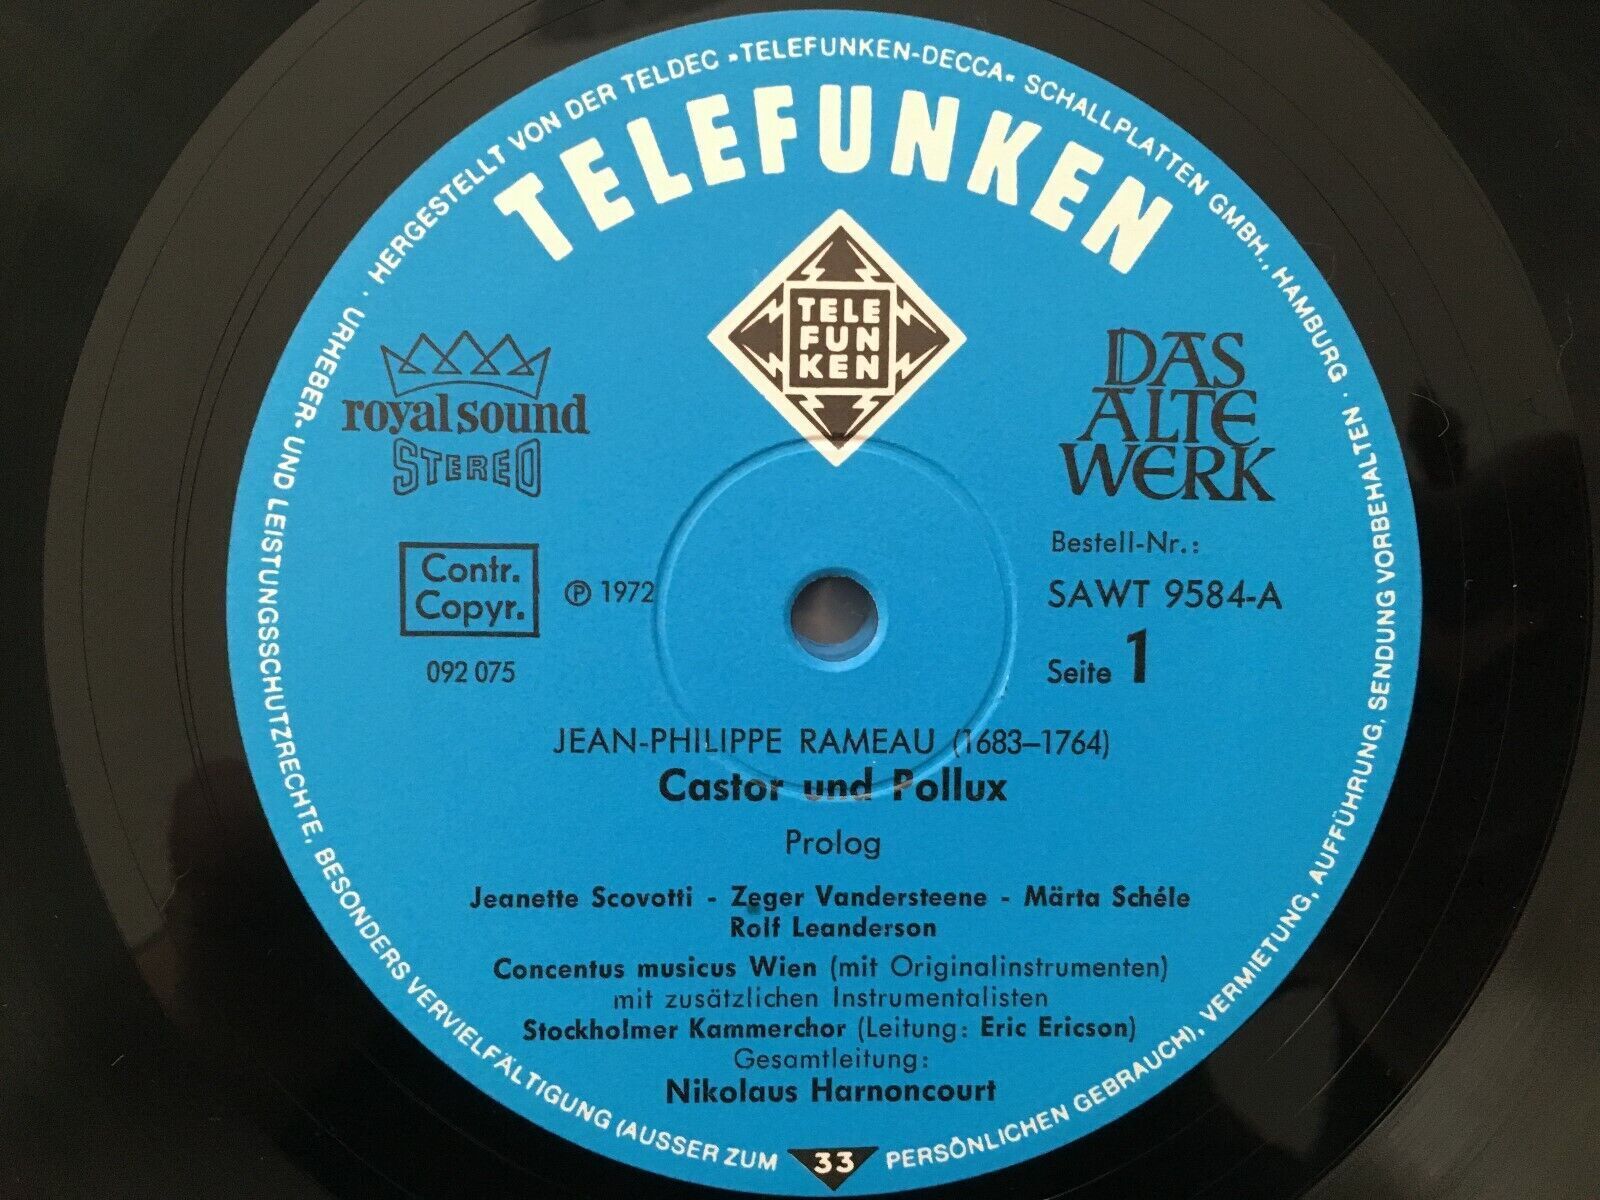 HERGESTELLT VON DER TELDEC »TELEFUNKEN-DECCA« SCHALLPLATTEN GMBH., HAMBURG · URHEBER- UND LEISTUNGSSCHUTZRECHTE, BESONDERS VERVIELFÄLTIGUNG (AUSSER ZUM PERSÖNLICHEN GEBRAUCH), VERMIETUNG, AUFFÜHRUNG, SENDUNG VORBEHALTEN ·
TELEFUNKEN
TELE
FUN
KEN
royal sound
STEREO
DAS
ALTE
WERK
Contr.
Copyr.
℗ 1972
092 075
Bestell-Nr.:
SAWT 9584-A
Seite 1
JEAN-PHILIPPE RAMEAU (1683–1764)
Castor und Pollux
Prolog
Jeanette Scovotti - Zeger Vandersteene - Märta Schéle
Rolf Leanderson
Concentus musicus Wien (mit Originalinstrumenten)
mit zusätzlichen Instrumentalisten
Stockholmer Kammerchor (Leitung: Eric Ericson)
Gesamtleitung:
Nikolaus Harnoncourt
33